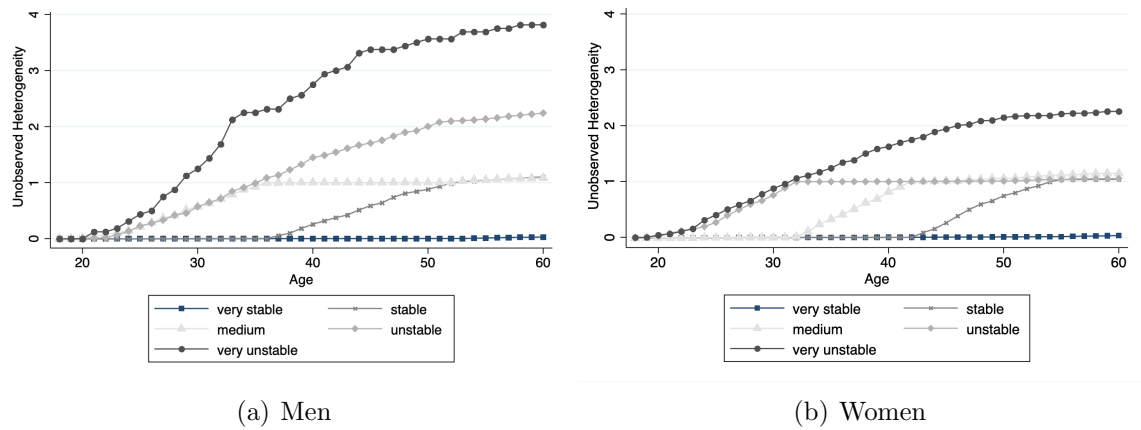 Unobserved Heterogeneity
4
3
2
1
0
20 30 40 50 60
Age
very stable stable
medium unstable
very unstable
(a) Men
Unobserved Heterogeneity
4
3
2
1
0
20 30 40 50 60
Age
very stable stable
medium unstable
very unstable
(b) Women